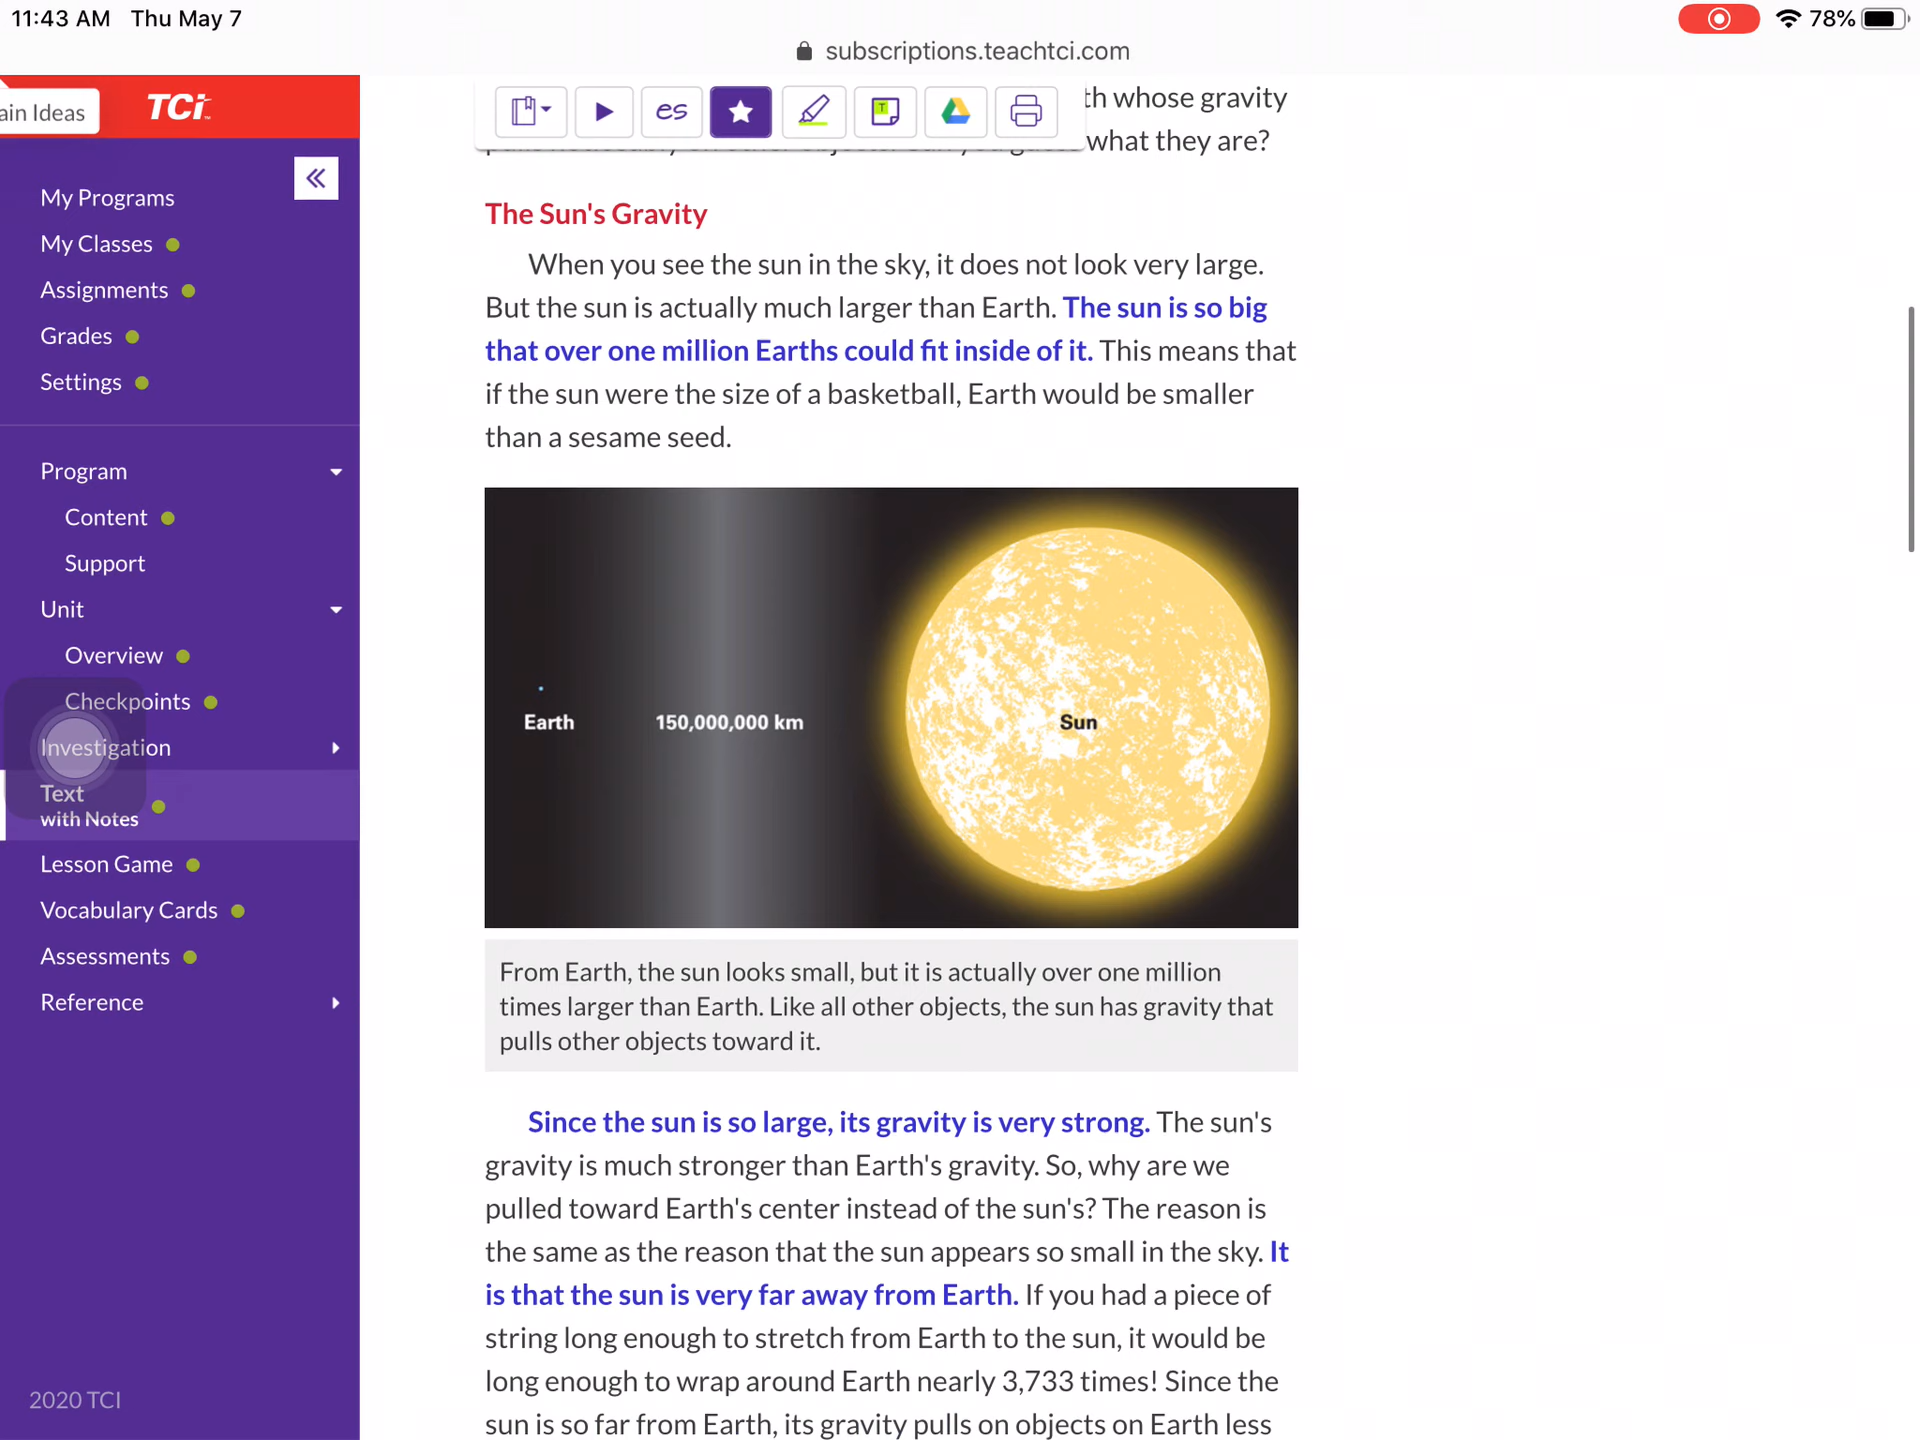 11:43 AM Thu May 7
78%
subscriptions.teachtci.com
ain Ideas
TCi
es
th whose gravity
what they are?
My Programs
My Classes
Assignments
Grades
Settings
Program
Content
Support
Unit
Overview
Checkpoints
Investigation
Text
with Notes
Lesson Game
Vocabulary Cards
Assessments
Reference
2020 TCI
The Sun's Gravity
When you see the sun in the sky, it does not look very large.
But the sun is actually much larger than Earth. The sun is so big
that over one million Earths could fit inside of it. This means that
if the sun were the size of a basketball, Earth would be smaller
than a sesame seed.
Earth
150,000,000 km
Sun
From Earth, the sun looks small, but it is actually over one million
times larger than Earth. Like all other objects, the sun has gravity that
pulls other objects toward it.
Since the sun is so large, its gravity is very strong. The sun's
gravity is much stronger than Earth's gravity. So, why are we
pulled toward Earth's center instead of the sun's? The reason is
the same as the reason that the sun appears so small in the sky. It
is that the sun is very far away from Earth. If you had a piece of
string long enough to stretch from Earth to the sun, it would be
long enough to wrap around Earth nearly 3,733 times! Since the
sun is so far from Earth, its gravity pulls on objects on Earth less